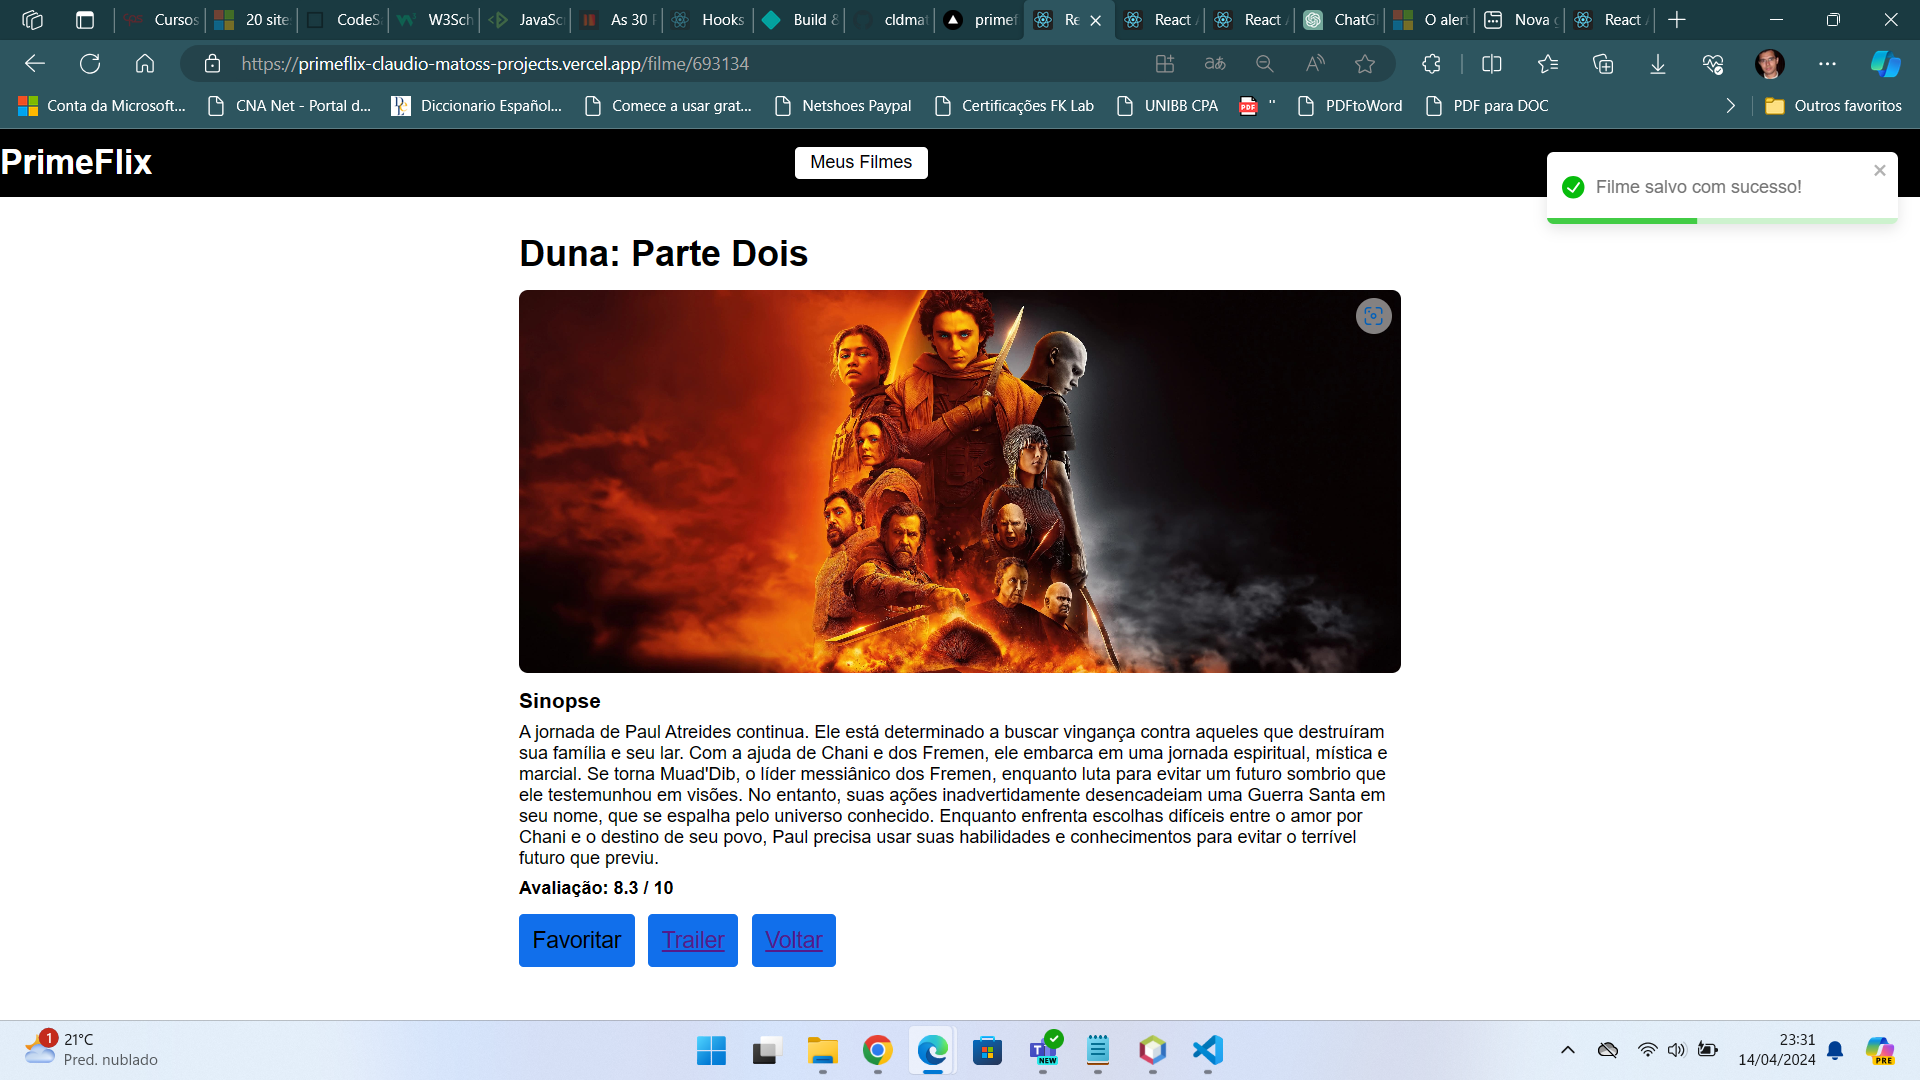 Cursos
20 site
CodeS
W3Sch
JavaSc
As 30
Hooks
Build &
cldmat
primef
Re
React
React
ChatG
O alert
Nova
React
https://primeflix-claudio-matoss-projects.vercel.app/filme/693134
Conta da Microsoft...
CNA Net - Portal d...
Diccionario Español...
Comece a usar grat...
Netshoes Paypal
Certificações FK Lab
UNIBB CPA
''
PDFtoWord
PDF para DOC
Outros favoritos
PrimeFlix
Meus Filmes
Filme salvo com sucesso!
Duna: Parte Dois
Sinopse
A jornada de Paul Atreides continua. Ele está determinado a buscar vingança contra aqueles que destruíram
sua família e seu lar. Com a ajuda de Chani e dos Fremen, ele embarca em uma jornada espiritual, mística e
marcial. Se torna Muad'Dib, o líder messiânico dos Fremen, enquanto luta para evitar um futuro sombrio que
ele testemunhou em visões. No entanto, suas ações inadvertidamente desencadeiam uma Guerra Santa em
seu nome, que se espalha pelo universo conhecido. Enquanto enfrenta escolhas difíceis entre o amor por
Chani e o destino de seu povo, Paul precisa usar suas habilidades e conhecimentos para evitar o terrível
futuro que previu.
Avaliação: 8.3 / 10
Favoritar
Trailer
Voltar
1
21°C
Pred. nublado
NEW
23:31
14/04/2024
PRE